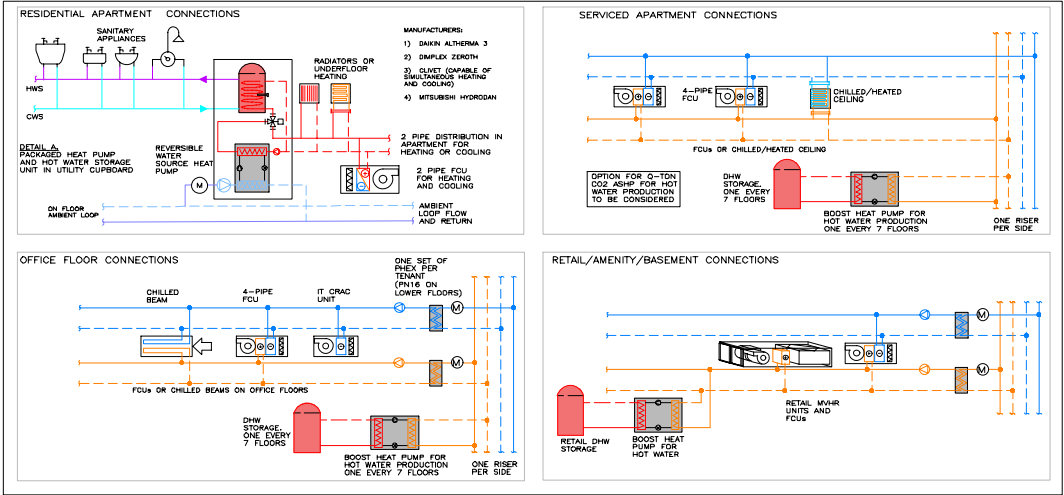 RESIDENTIAL APARTMENT CONNECTIONS
SANITARY
APPLIANCES
HWS
CWS
DETAIL A.
PACKAGED HEAT PUMP
AND HOT WATER STORAGE
UNIT IN UTILITY CUPBOARD
REVERSIBLE
WATER
SOURCE HEAT
PUMP
M
ON FLOOR
AMBIENT LOOP
RADIATORS OR
UNDERFLOOR
HEATING
MANUFACTURERS:
1) DAIKIN ALTHERMA 3
2) DIMPLEX ZEROTH
3) CLIVET (CAPABLE OF
SIMULTANEOUS HEATING
AND COOLING)
4) MITSUBISHI HYDRODAN
2 PIPE DISTRIBUTION IN
APARTMENT FOR
HEATING OR COOLING
2 PIPE FCU
FOR HEATING
AND COOLING
AMBIENT
LOOP FLOW
AND RETURN
SERVICED APARTMENT CONNECTIONS
4-PIPE
FCU
CHILLED/HEATED
CEILING
FCUs OR CHILLED/HEATED CEILING
OPTION FOR Q-TON
CO2 ASHP FOR HOT
WATER PRODUCTION
TO BE CONSIDERED
DHW
STORAGE.
ONE EVERY
7 FLOORS
BOOST HEAT PUMP FOR
HOT WATER PRODUCTION
ONE EVERY 7 FLOORS
ONE RISER
PER SIDE
OFFICE FLOOR CONNECTIONS
CHILLED
BEAM
4-PIPE
FCU
IT CRAC
UNIT
ONE SET OF
PHEX PER
TENANT
(PN16 ON
LOWER FLOORS)
M
M
FCUs OR CHILLED BEAMS ON OFFICE FLOORS
DHW
STORAGE.
ONE EVERY
7 FLOORS
BOOST HEAT PUMP FOR
HOT WATER PRODUCTION
ONE EVERY 7 FLOORS
ONE RISER
PER SIDE
RETAIL/AMENITY/BASEMENT CONNECTIONS
M
M
RETAIL MVHR
UNITS AND
FCUs
RETAIL DHW
STORAGE
BOOST HEAT
PUMP FOR
HOT WATER